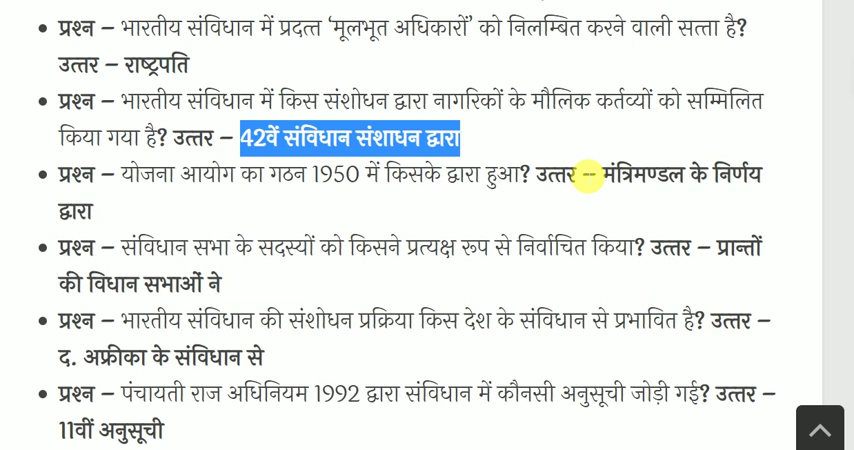 प्रश्न – भारतीय संविधान में प्रदत्त ‘मूलभूत अधिकारों’ को निलम्बित करने वाली सत्ता है?
उत्तर – राष्ट्रपति
प्रश्न – भारतीय संविधान में किस संशोधन द्वारा नागरिकों के मौलिक कर्तव्यों को सम्मिलित
किया गया है? उत्तर – 42वें संविधान संशाधन द्वारा
प्रश्न – योजना आयोग का गठन 1950 में किसके द्वारा हुआ? उत्तर – मंत्रिमण्डल के निर्णय
द्वारा
प्रश्न – संविधान सभा के सदस्यों को किसने प्रत्यक्ष रूप से निर्वाचित किया? उत्तर – प्रान्तों
की विधान सभाओं ने
प्रश्न – भारतीय संविधान की संशोधन प्रक्रिया किस देश के संविधान से प्रभावित है? उत्तर –
द. अफ्रीका के संविधान से
प्रश्न – पंचायती राज अधिनियम 1992 द्वारा संविधान में कौनसी अनुसूची जोड़ी गई? उत्तर –
11वीं अनुसूची